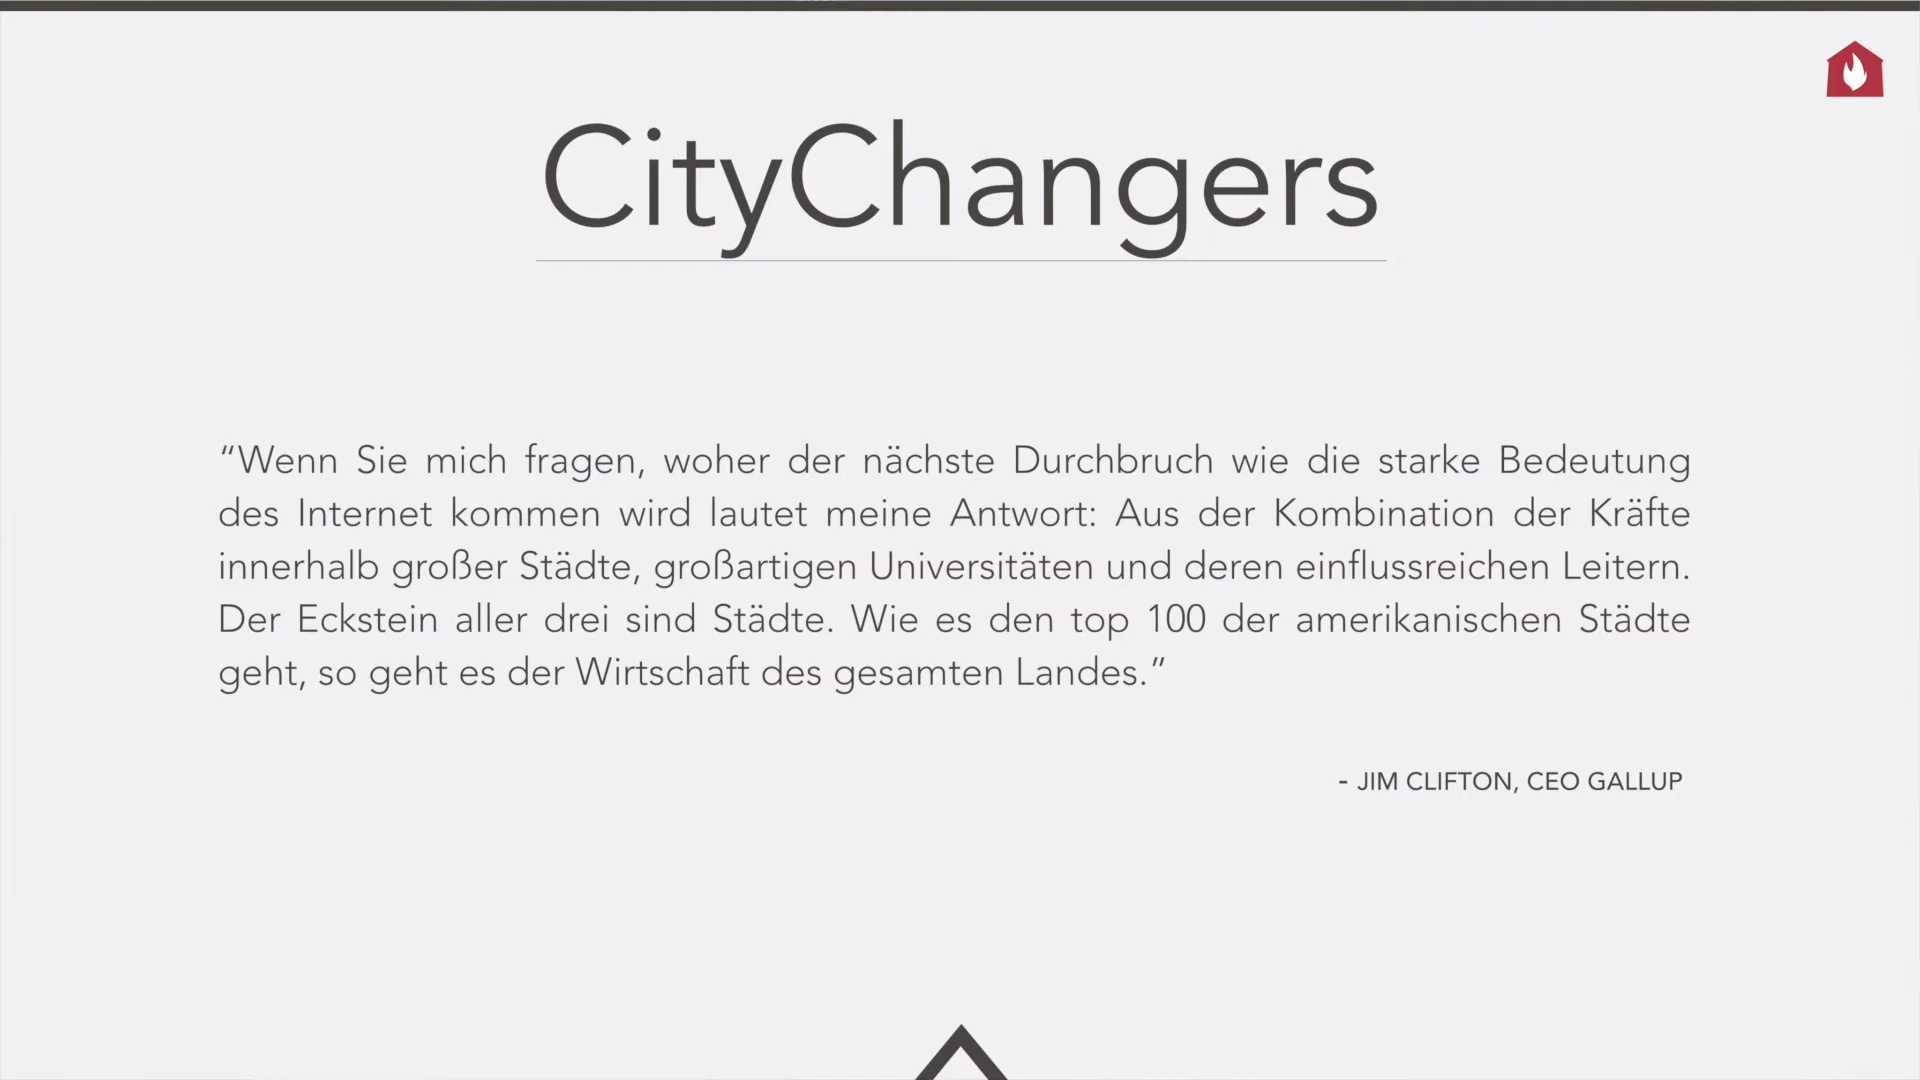 CityChangers
“Wenn Sie mich fragen, woher der nächste Durchbruch wie die starke Bedeutung
des Internet kommen wird lautet meine Antwort: Aus der Kombination der Kräfte
innerhalb großer Städte, großartigen Universitäten und deren einflussreichen Leitern.
Der Eckstein aller drei sind Städte. Wie es den top 100 der amerikanischen Städte
geht, so geht es der Wirtschaft des gesamten Landes.”
- JIM CLIFTON, CEO GALLUP